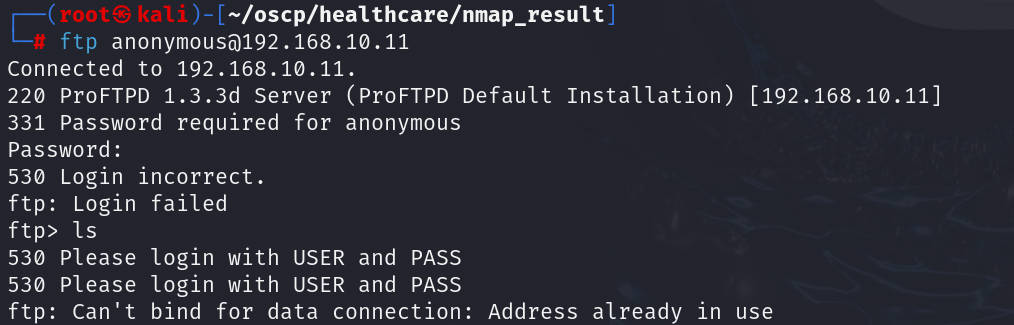 ┌──(root㉿kali)-[~/oscp/healthcare/nmap_result]
└─# ftp anonymous@192.168.10.11
Connected to 192.168.10.11.
220 ProFTPD 1.3.3d Server (ProFTPD Default Installation) [192.168.10.11]
331 Password required for anonymous
Password:
530 Login incorrect.
ftp: Login failed
ftp> ls
530 Please login with USER and PASS
530 Please login with USER and PASS
ftp: Can't bind for data connection: Address already in use